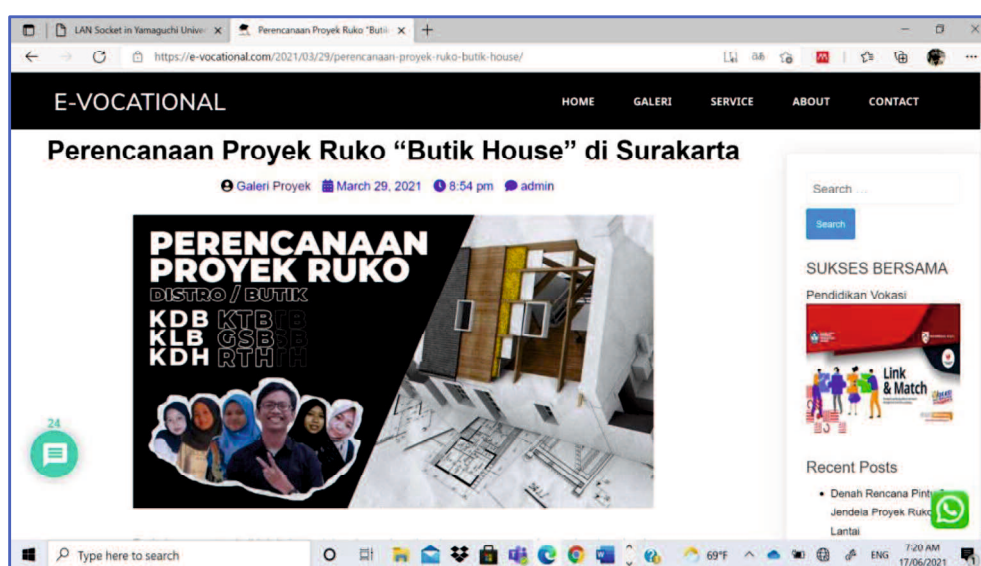 LAN Socket in Yamaguchi Univer
Perencanaan Proyek Ruko "Butik
https://e-vocational.com/2021/03/29/perencanaan-proyek-ruko-butik-house/
E-VOCATIONAL
HOME GALERI SERVICE ABOUT CONTACT
Perencanaan Proyek Ruko “Butik House” di Surakarta
Galeri Proyek March 29, 2021 8:54 pm admin
PERENCANAAN
PROYEK RUKO
DISTRO / BUTIK
KDB KTB
KLB GSB
KDH RTH
24
Search ...
Search
SUKSES BERSAMA
Pendidikan Vokasi
Link
& Match
Recent Posts
Denah Rencana Pintu
Jendela Proyek Ruko
Lantai
Type here to search
69°F
ENG
7:20 AM
17/06/2021